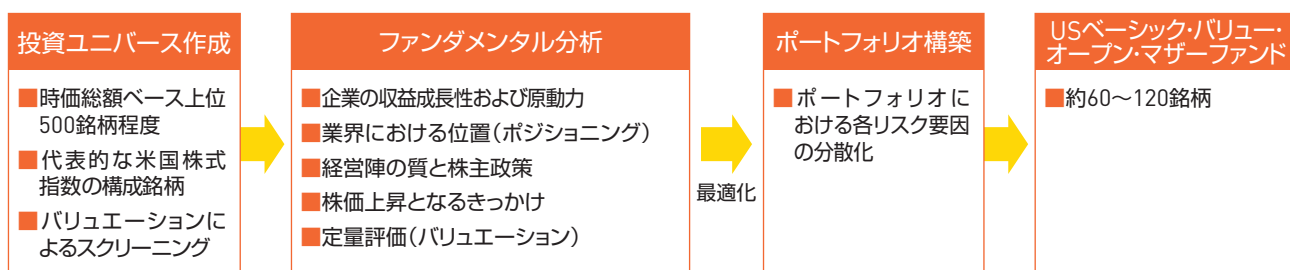 投資ユニバース作成
■時価総額ベース上位
500銘柄程度
■代表的な米国株式
指数の構成銘柄
■バリュエーションに
よるスクリーニング
ファンダメンタル分析
■企業の収益成長性および原動力
■業界における位置（ポジショニング）
■経営陣の質と株主政策
■株価上昇となるきっかけ
■定量評価（バリュエーション）
最適化
ポートフォリオ構築
■ポートフォリオに
おける各リスク要因
の分散化
USベーシック・バリュー・
オープン・マザーファンド
■約60～120銘柄